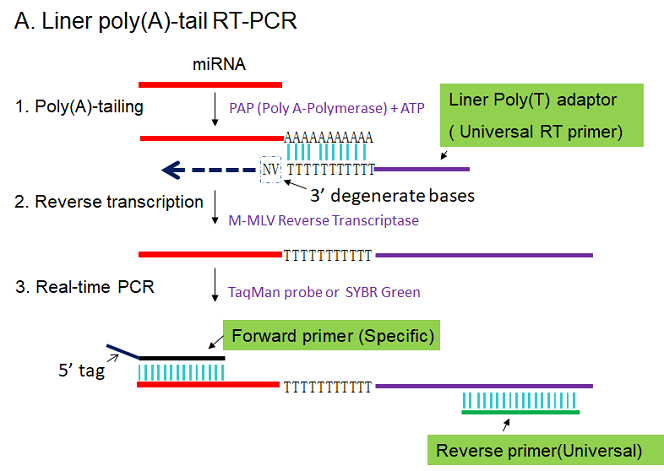 A. Liner poly(A)-tail RT-PCR
miRNA
1. Poly(A)-tailing
PAP (Poly A-Polymerase) + ATP
Liner Poly(T) adaptor
( Universal RT primer)
AAAAAAAAAAA
NV
TTTTTTTTTTT
3’ degenerate bases
2. Reverse transcription
M-MLV Reverse Transcriptase
TTTTTTTTTTT
3. Real-time PCR
TaqMan probe or SYBR Green
Forward primer (Specific)
5’ tag
TTTTTTTTTTT
Reverse primer(Universal)